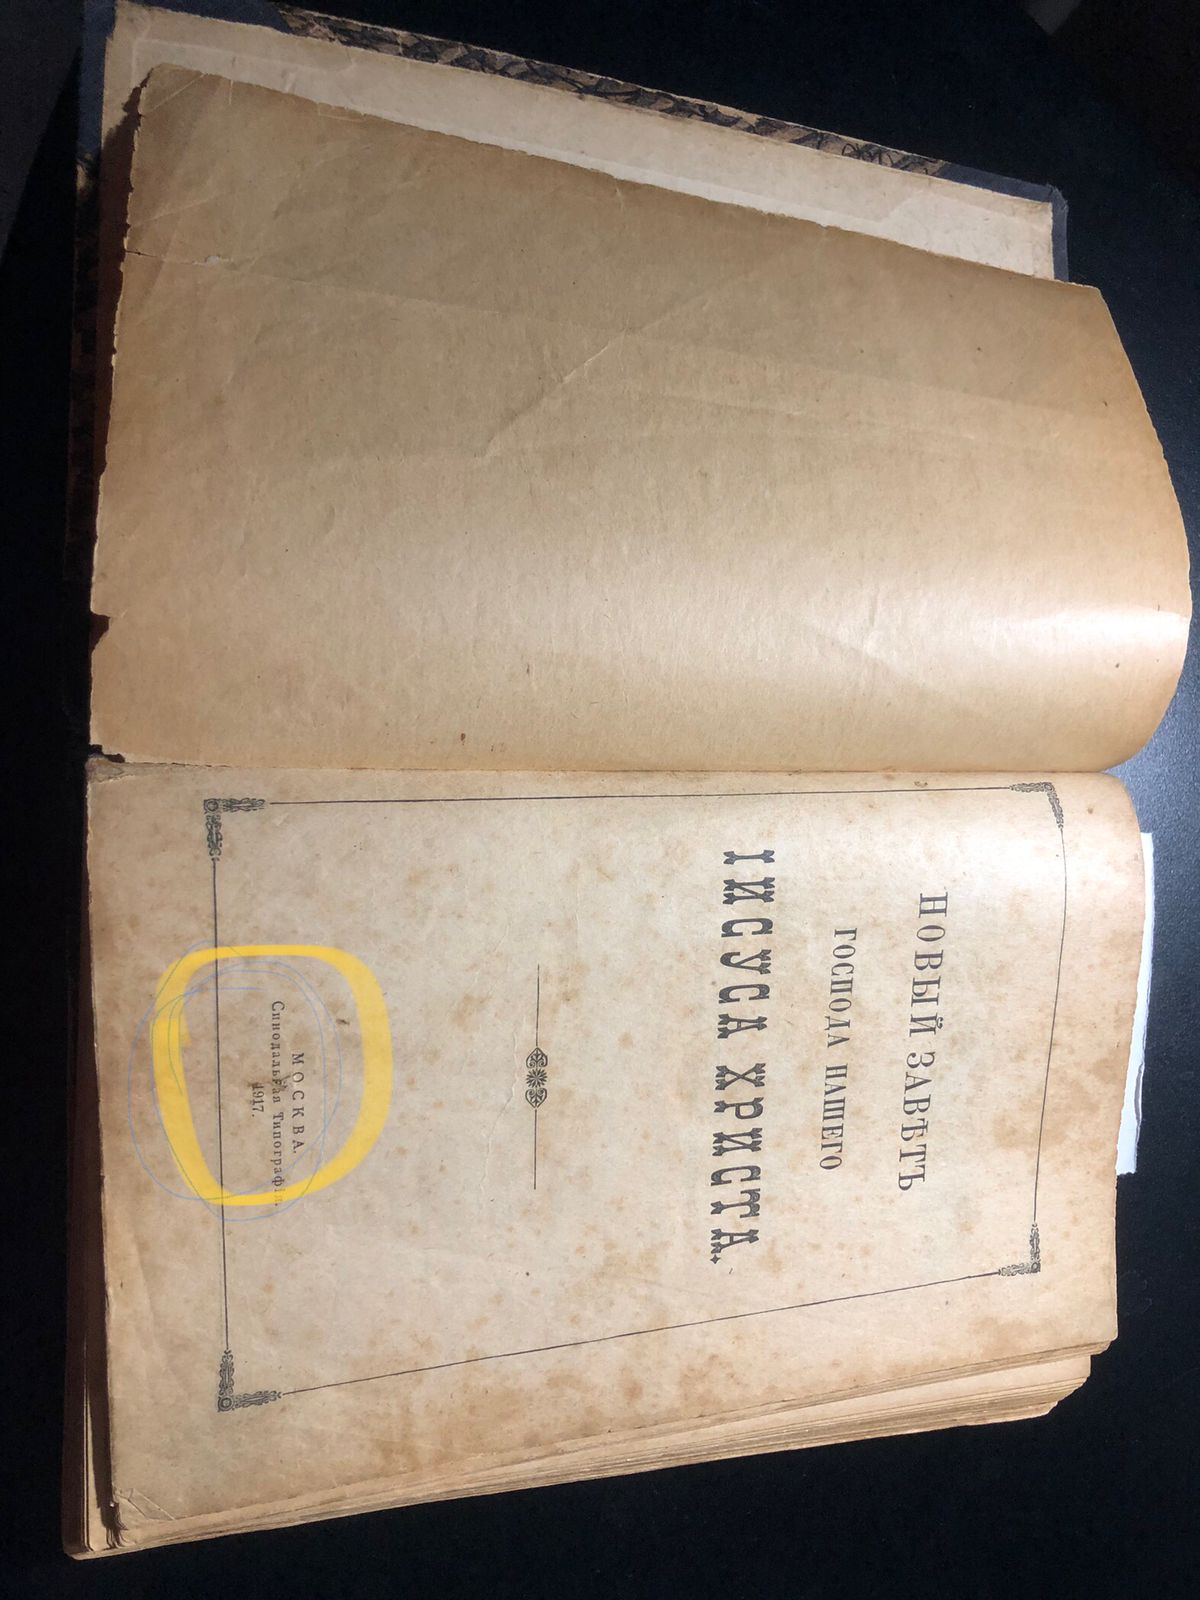 НОВЫЙ ЗАВѢТЪ
ГОСПОДА НАШЕГО
ІИСУСА ХРИСТА.
МОСКВА.
Синодальная Типографія.
1917.